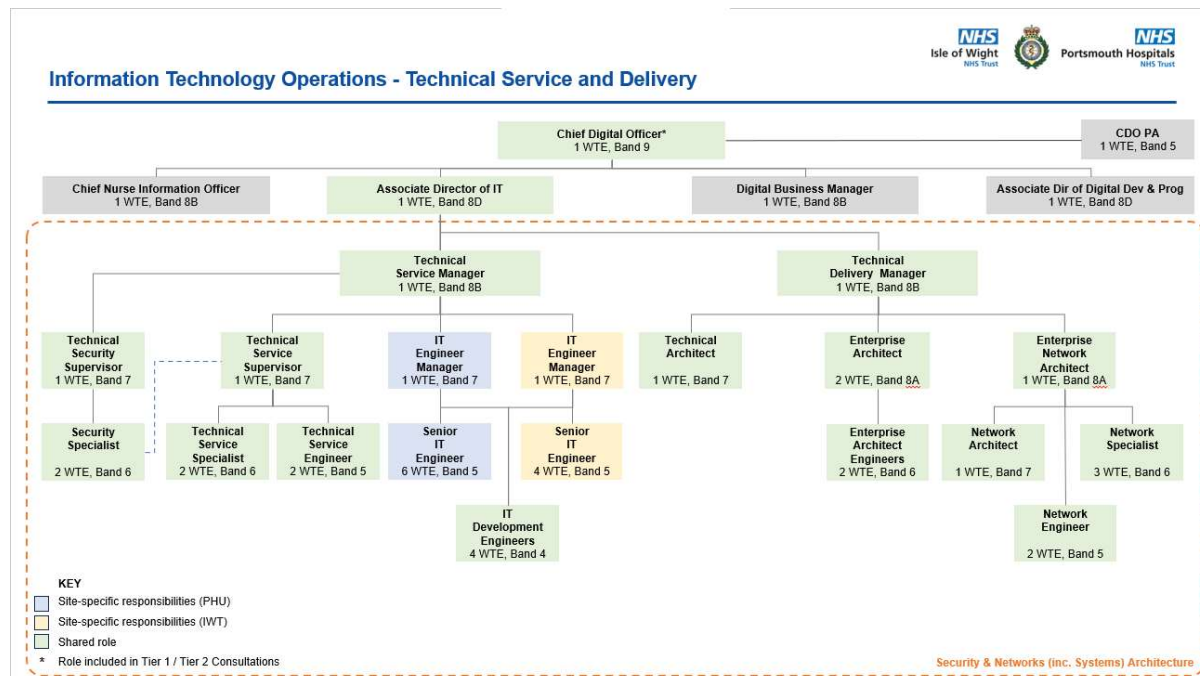 NHS
Isle of Wight
NHS Trust
NHS
Portsmouth Hospitals
NHS Trust
Information Technology Operations - Technical Service and Delivery
Chief Digital Officer*
1 WTE, Band 9
CDO PA
1 WTE, Band 5
Chief Nurse Information Officer
1 WTE, Band 8B
Associate Director of IT
1 WTE, Band 8D
Digital Business Manager
1 WTE, Band 8B
Associate Dir of Digital Dev & Prog
1 WTE, Band 8D
Technical
Service Manager
1 WTE, Band 8B
Technical
Delivery Manager
1 WTE, Band 8B
Technical
Security
Supervisor
1 WTE, Band 7
Technical
Service
Supervisor
1 WTE, Band 7
IT
Engineer
Manager
1 WTE, Band 7
IT
Engineer
Manager
1 WTE, Band 7
Technical
Architect
1 WTE, Band 7
Enterprise
Architect
2 WTE, Band 8A
Enterprise
Network
Architect
1 WTE, Band 8A
Security
Specialist
2 WTE, Band 6
Technical
Service
Specialist
2 WTE, Band 6
Technical
Service
Engineer
2 WTE, Band 5
Senior
IT
Engineer
6 WTE, Band 5
Senior
IT
Engineer
4 WTE, Band 5
Enterprise
Architect
Engineers
2 WTE, Band 6
Network
Architect
1 WTE, Band 7
Network
Specialist
3 WTE, Band 6
IT
Development
Engineers
4 WTE, Band 4
Network
Engineer
2 WTE, Band 5
KEY
Site-specific responsibilities (PHU)
Site-specific responsibilities (IWT)
Shared role
* Role included in Tier 1 / Tier 2 Consultations
Security & Networks (inc. Systems) Architecture